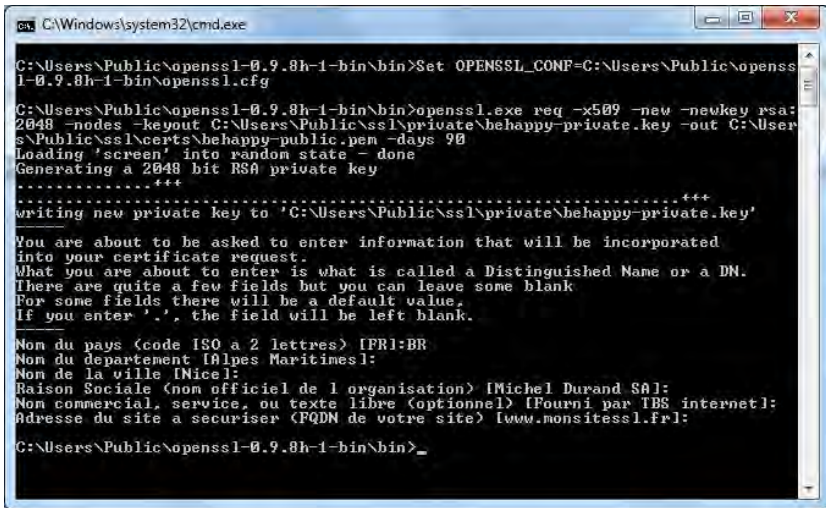 C:\Windows\system32\cmd.exe
C:\Users\Public\openssl-0.9.8h-1-bin\bin>Set OPENSSL_CONF=C:\Users\Public\openss
l-0.9.8h-1-bin\openssl.cfg
C:\Users\Public\openssl-0.9.8h-1-bin\bin>openssl.exe req -x509 -new -newkey rsa:
2048 -nodes -keyout C:\Users\Public\ssl\private\behappy-private.key -out C:\User
s\Public\ssl\certs\behappy-public.pem -days 90
Loading 'screen' into random state - done
Generating a 2048 bit RSA private key
..............+++
......................................................................+++
writing new private key to 'C:\Users\Public\ssl\private\behappy-private.key'
-----
You are about to be asked to enter information that will be incorporated
into your certificate request.
What you are about to enter is what is called a Distinguished Name or a DN.
There are quite a few fields but you can leave some blank
For some fields there will be a default value,
If you enter '.', the field will be left blank.
-----
Nom du pays (code ISO a 2 lettres) [FR]:BR
Nom du departement [Alpes Maritimes]:
Nom de la ville [Nice]:
Raison Sociale (nom officiel de l organisation) [Michel Durand SA]:
Nom commercial, service, ou texte libre (optionnel) [Fourni par TBS internet]:
Adresse du site a securiser (FQDN de votre site) [www.monsitessl.fr]:
C:\Users\Public\openssl-0.9.8h-1-bin\bin>_